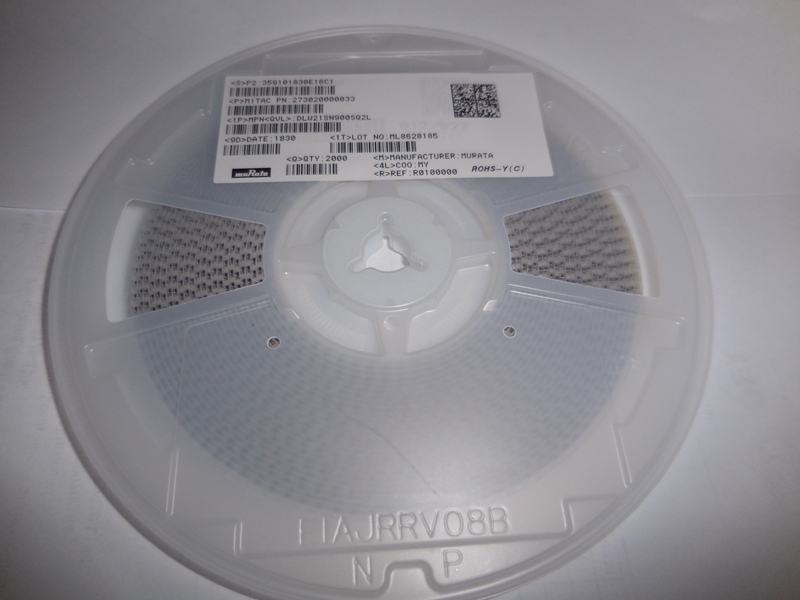 <S>P2:359101830E16C1
<P>MITAC PN:273020000033
<1P>MPN<QVL>:DLW21SN900SQ2L
<9D>DATE:1830 <1T>LOT NO:ML8628185
<Q>QTY:2000 <M>MANUFACTURER:MURATA
<4L>COO:MY
muRata <R>REF:R0100000 ROHS-Y(C)
EIAJRRV08B
N P